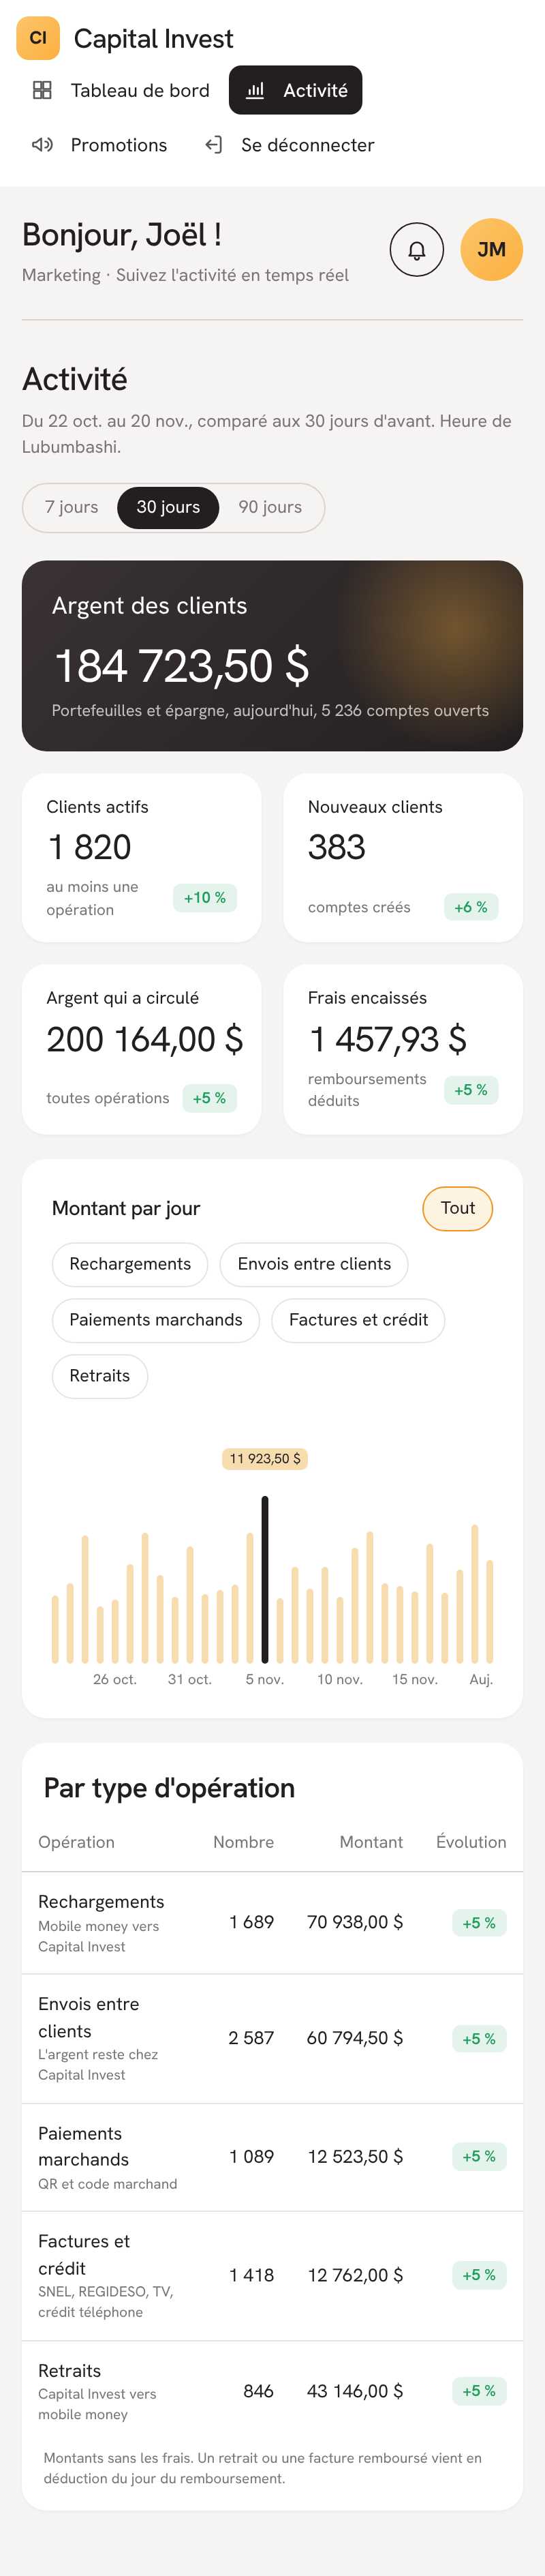 CI Capital Invest
Tableau de bord
Activité
Promotions
Se déconnecter
Bonjour, Joël !
Marketing · Suivez l'activité en temps réel
JM
Activité
Du 22 oct. au 20 nov., comparé aux 30 jours d'avant. Heure de
Lubumbashi.
7 jours
30 jours
90 jours
Argent des clients
184 723,50 $
Portefeuilles et épargne, aujourd'hui, 5 236 comptes ouverts
Clients actifs
1 820
au moins une
opération
+10 %
Nouveaux clients
383
comptes créés
+6 %
Argent qui a circulé
200 164,00 $
toutes opérations
+5 %
Frais encaissés
1 457,93 $
remboursements
déduits
+5 %
Montant par jour
Tout
Rechargements
Envois entre clients
Paiements marchands
Factures et crédit
Retraits
11 923,50 $
26 oct.
31 oct.
5 nov.
10 nov.
15 nov.
Auj.
Par type d'opération
Opération Nombre Montant Évolution
Rechargements
Mobile money vers
Capital Invest
1 689 70 938,00 $ +5 %
Envois entre
clients
L'argent reste chez
Capital Invest
2 587 60 794,50 $ +5 %
Paiements
marchands
QR et code marchand
1 089 12 523,50 $ +5 %
Factures et
crédit
SNEL, REGIDESO, TV,
crédit téléphone
1 418 12 762,00 $ +5 %
Retraits
Capital Invest vers
mobile money
846 43 146,00 $ +5 %
Montants sans les frais. Un retrait ou une facture remboursé vient en
déduction du jour du remboursement.